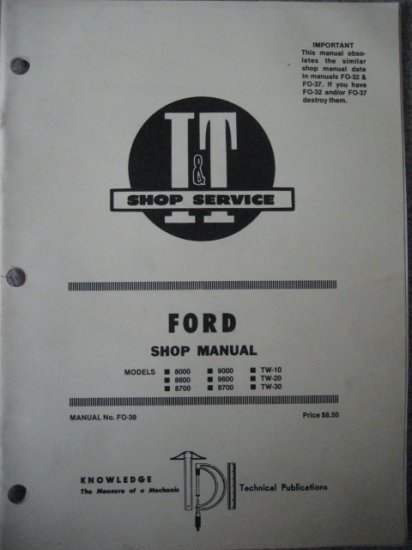 IMPORTANT
This manual obso-
letes the similar
shop manual data
in manuals FO-32 &
FO-37. If you have
FO-32 and/or FO-37
destroy them.
I&T
SHOP SERVICE
FORD
SHOP MANUAL
MODELS ■ 8000 ■ 9000 ■ TW-10
■ 8600 ■ 9600 ■ TW-20
■ 8700 ■ 9700 ■ TW-30
MANUAL No. FO-39 Price $8.50
KNOWLEDGE
The Measure of a Mechanic
TPI
Technical Publications